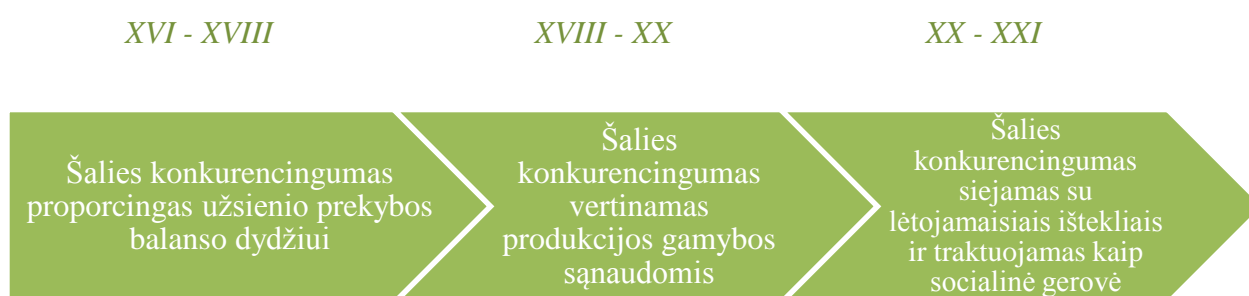 XVI - XVIII
XVIII - XX
XX - XXI
Šalies konkurencingumas
proporcingas užsienio prekybos
balanso dydžiui
Šalies
konkurencingumas
vertinamas
produkcijos gamybos
sąnaudomis
Šalies
konkurencingumas
siejamas su
lėtojamaisiais ištekliais
ir traktuojamas kaip
socialinė gerovė